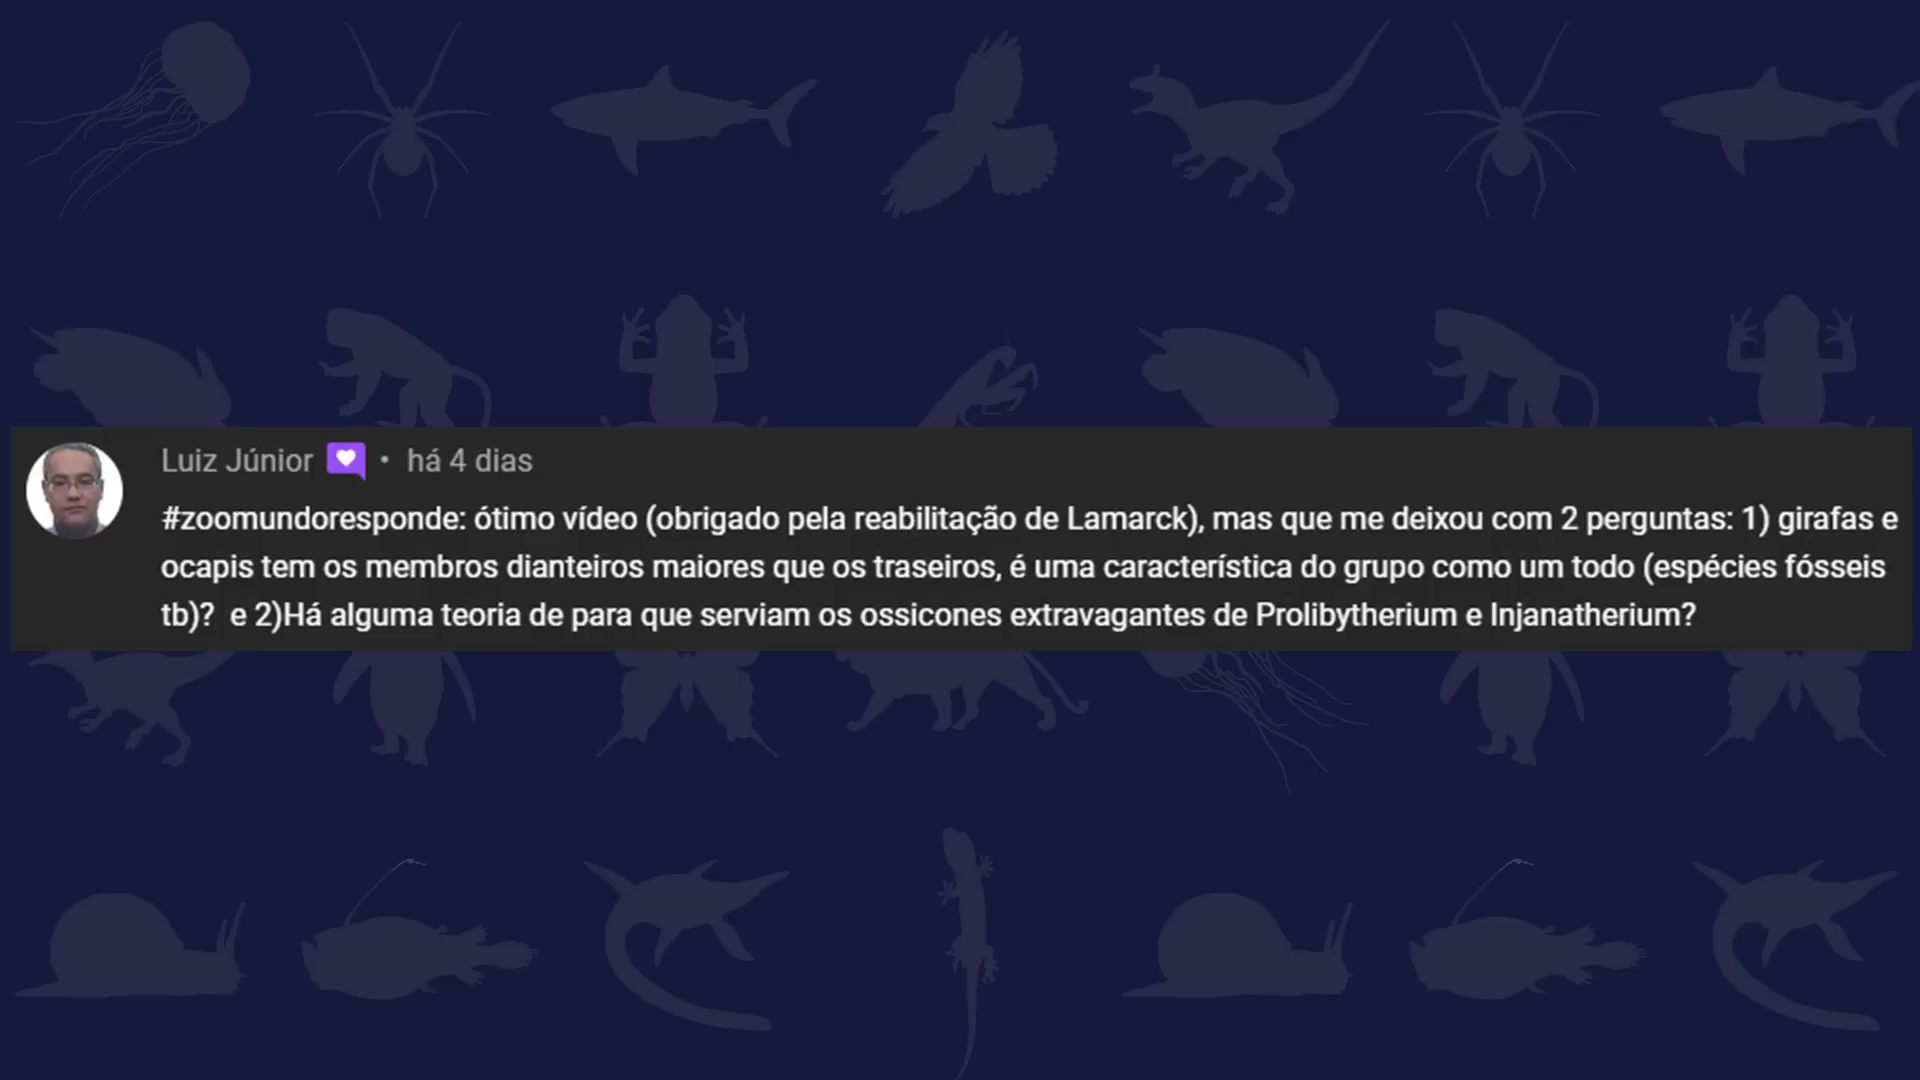 Luiz Júnior • há 4 dias
#zoomundoresponde: ótimo vídeo (obrigado pela reabilitação de Lamarck), mas que me deixou com 2 perguntas: 1) girafas e
ocapis tem os membros dianteiros maiores que os traseiros, é uma característica do grupo como um todo (espécies fósseis
tb)?  e 2)Há alguma teoria de para que serviam os ossicones extravagantes de Prolibytherium e Injanatherium?